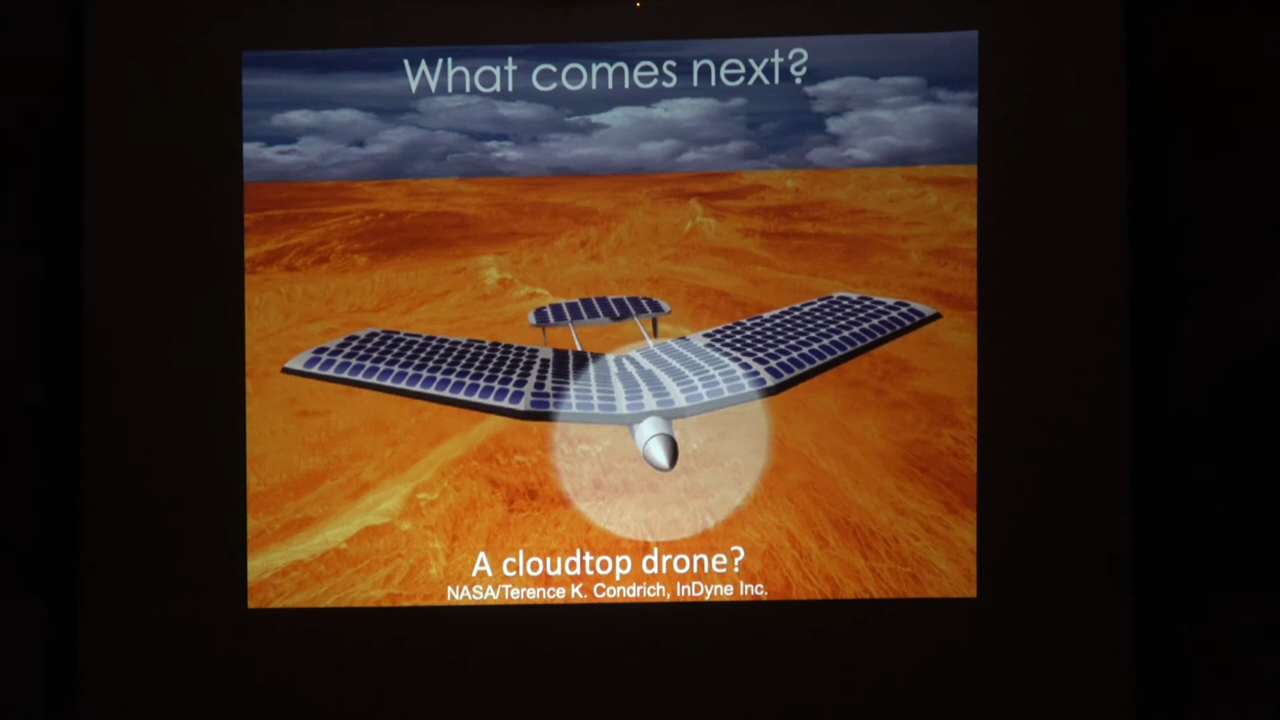 What comes next?
A cloudtop drone?
NASA/Terence K. Condrich, InDyne Inc.